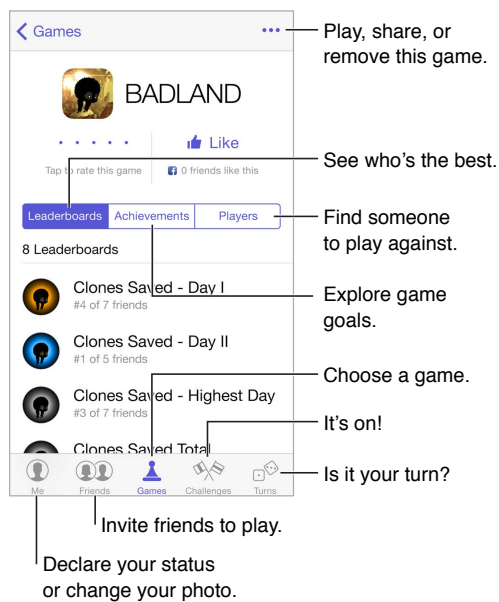 Games
•••
Play, share, or
remove this game.
BADLAND
Like
Tap to rate this game
f 0 friends like this
See who's the best.
Leaderboards Achievements Players
Find someone
to play against.
8 Leaderboards
Clones Saved - Day I
#4 of 7 friends
Explore game
goals.
Clones Saved - Day II
#1 of 5 friends
Choose a game.
Clones Saved - Highest Day
#3 of 7 friends
It's on!
Clones Saved Total
Me Friends Games Challenges Turns
Is it your turn?
Invite friends to play.
Declare your status
or change your photo.